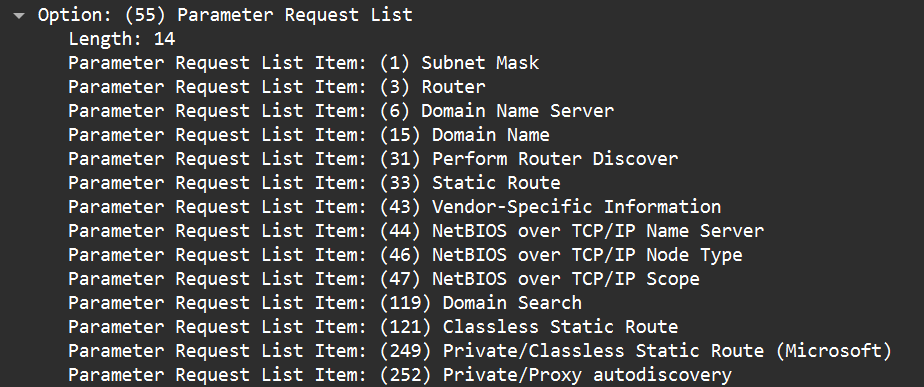 Option: (55) Parameter Request List
Length: 14
Parameter Request List Item: (1) Subnet Mask
Parameter Request List Item: (3) Router
Parameter Request List Item: (6) Domain Name Server
Parameter Request List Item: (15) Domain Name
Parameter Request List Item: (31) Perform Router Discover
Parameter Request List Item: (33) Static Route
Parameter Request List Item: (43) Vendor-Specific Information
Parameter Request List Item: (44) NetBIOS over TCP/IP Name Server
Parameter Request List Item: (46) NetBIOS over TCP/IP Node Type
Parameter Request List Item: (47) NetBIOS over TCP/IP Scope
Parameter Request List Item: (119) Domain Search
Parameter Request List Item: (121) Classless Static Route
Parameter Request List Item: (249) Private/Classless Static Route (Microsoft)
Parameter Request List Item: (252) Private/Proxy autodiscovery